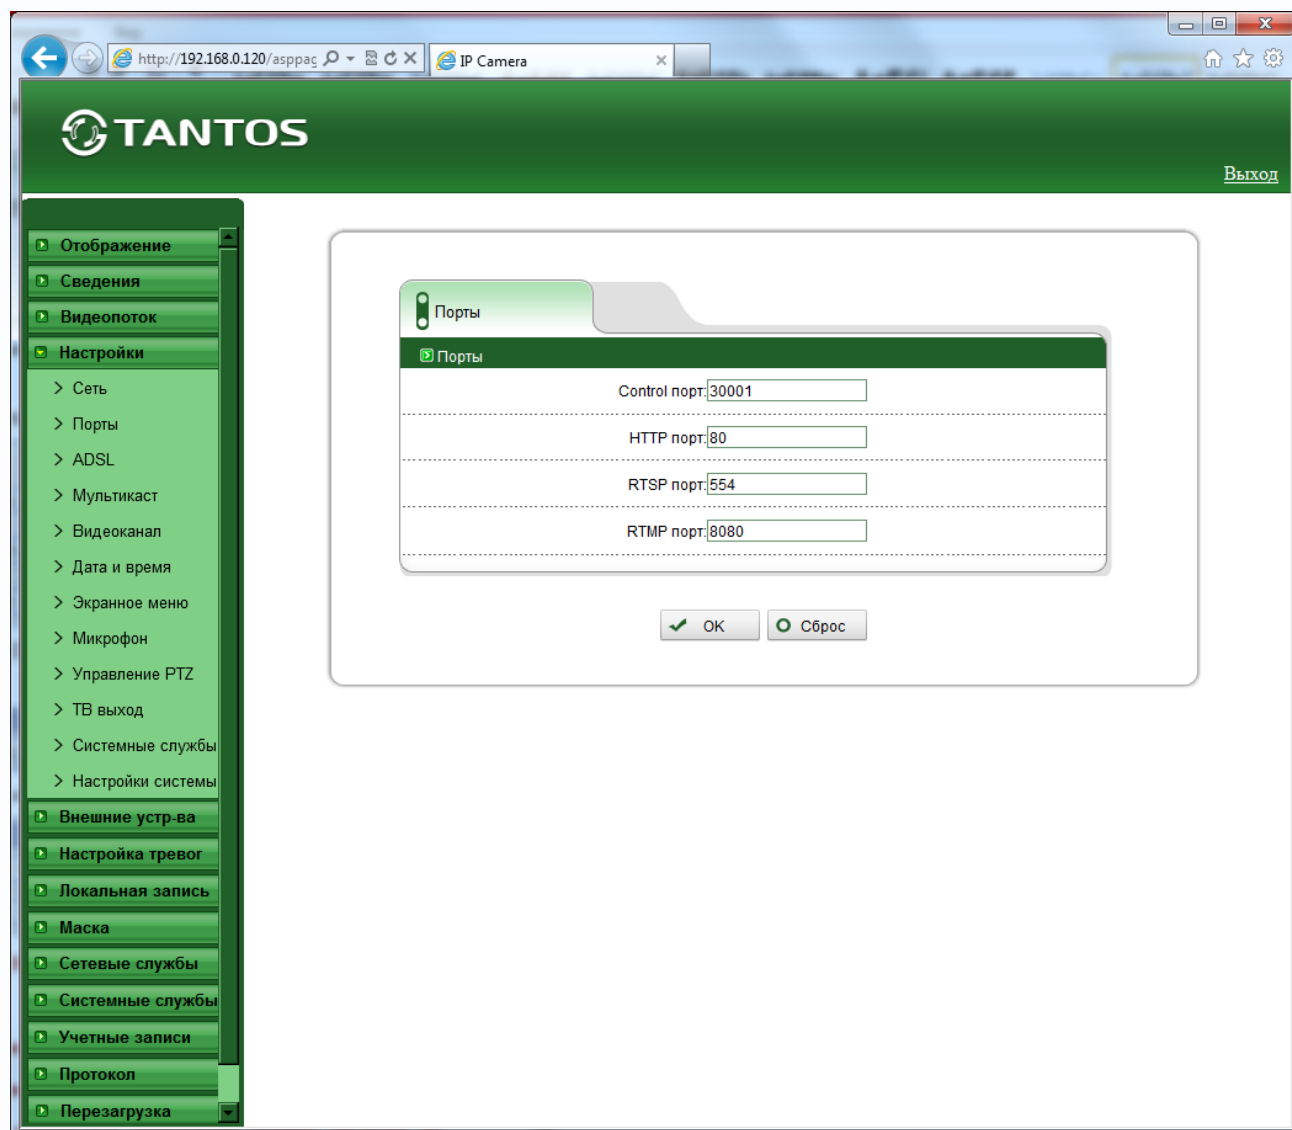 http://192.168.0.120/asppag
IP Camera
TANTOS
Выход
Отображение
Сведения
Видеопоток
Настройки
Сеть
Порты
ADSL
Мультикаст
Видеоканал
Дата и время
Экранное меню
Микрофон
Управление PTZ
ТВ выход
Системные службы
Настройки системы
Внешние устр-ва
Настройка тревог
Локальная запись
Маска
Сетевые службы
Системные службы
Учетные записи
Протокол
Перезагрузка
Порты
Порты
Control порт: 30001
HTTP порт: 80
RTSP порт: 554
RTMP порт: 8080
OK
Сброс